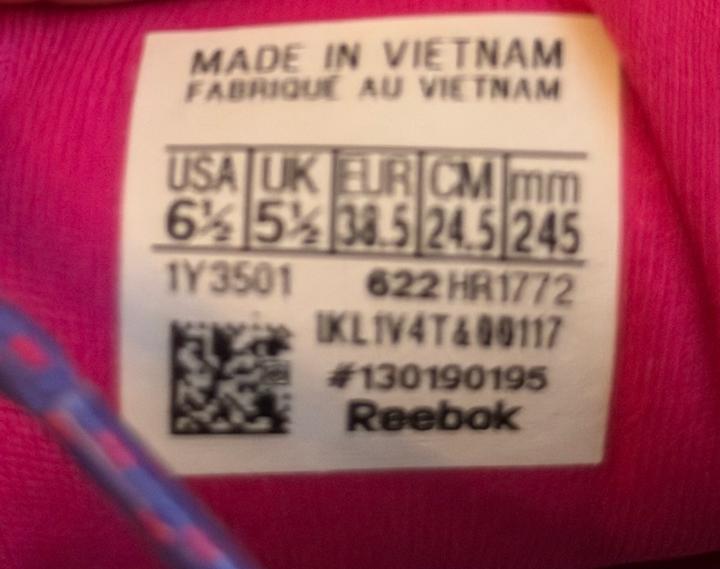 MADE IN VIETNAM
FABRIQUÉ AU VIETNAM
USA UK EUR CM mm
6½ 5½ 38.5 24.5 245
1Y3501 622 HR1772
#130190195
Reebok